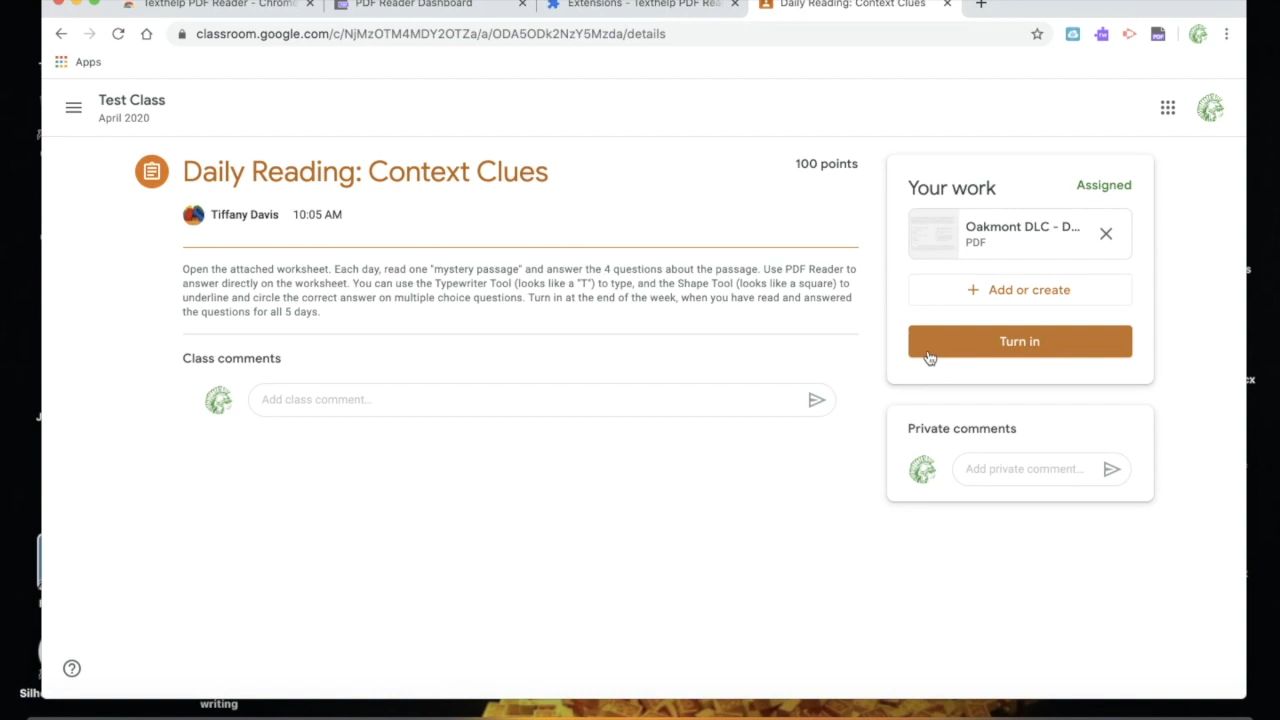 Texthelp PDF Reader - Chrome
PDF Reader Dashboard
Extensions - Texthelp PDF Rea
Daily Reading: Context Clues
classroom.google.com/c/NjMzOTM4MDY2OTZa/a/ODA5ODk2NzY5Mzda/details
Apps
Test Class
April 2020
Daily Reading: Context Clues
100 points
Tiffany Davis 10:05 AM
Open the attached worksheet. Each day, read one "mystery passage" and answer the 4 questions about the passage. Use PDF Reader to
answer directly on the worksheet. You can use the Typewriter Tool (looks like a "T") to type, and the Shape Tool (looks like a square) to
underline and circle the correct answer on multiple choice questions. Turn in at the end of the week, when you have read and answered
the questions for all 5 days.
Class comments
Add class comment...
Your work
Assigned
Oakmont DLC - D...
PDF
+ Add or create
Turn in
Private comments
Add private comment...
Silh
writing